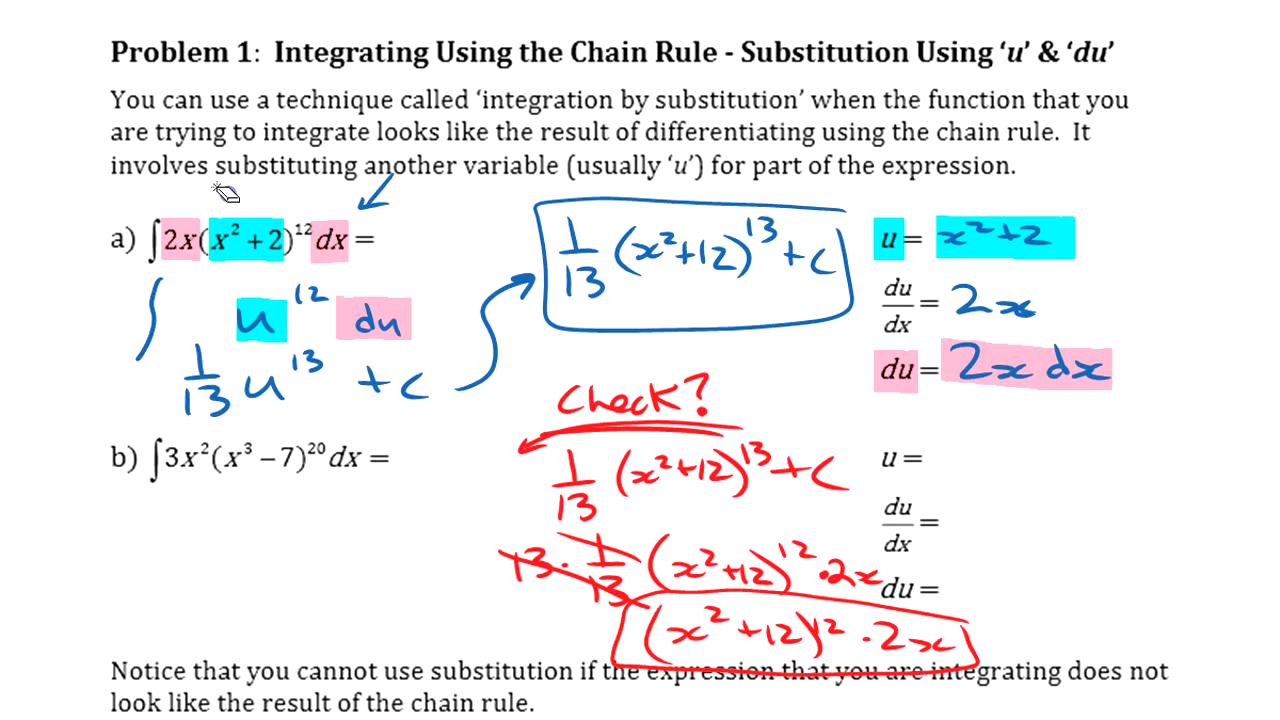 Problem 1:  Integrating Using the Chain Rule - Substitution Using ‘u’ & ‘du’
You can use a technique called ‘integration by substitution’ when the function that you
are trying to integrate looks like the result of differentiating using the chain rule.  It
involves substituting another variable (usually ‘u’) for part of the expression.
a) ∫2x(x² + 2)¹² dx =
∫ u¹² du
1/13 u¹³ + c
1/13 (x²+12)¹³ + c
u = x²+2
du/dx = 2x
du = 2x dx
Check?
1/13 (x²+12)¹³ + c
13 · 1/13 (x²+12)¹² · 2x
(x²+12)¹² · 2x
b) ∫3x²(x³ – 7)²⁰ dx =
u =
du/dx =
du =
Notice that you cannot use substitution if the expression that you are integrating does not
look like the result of the chain rule.